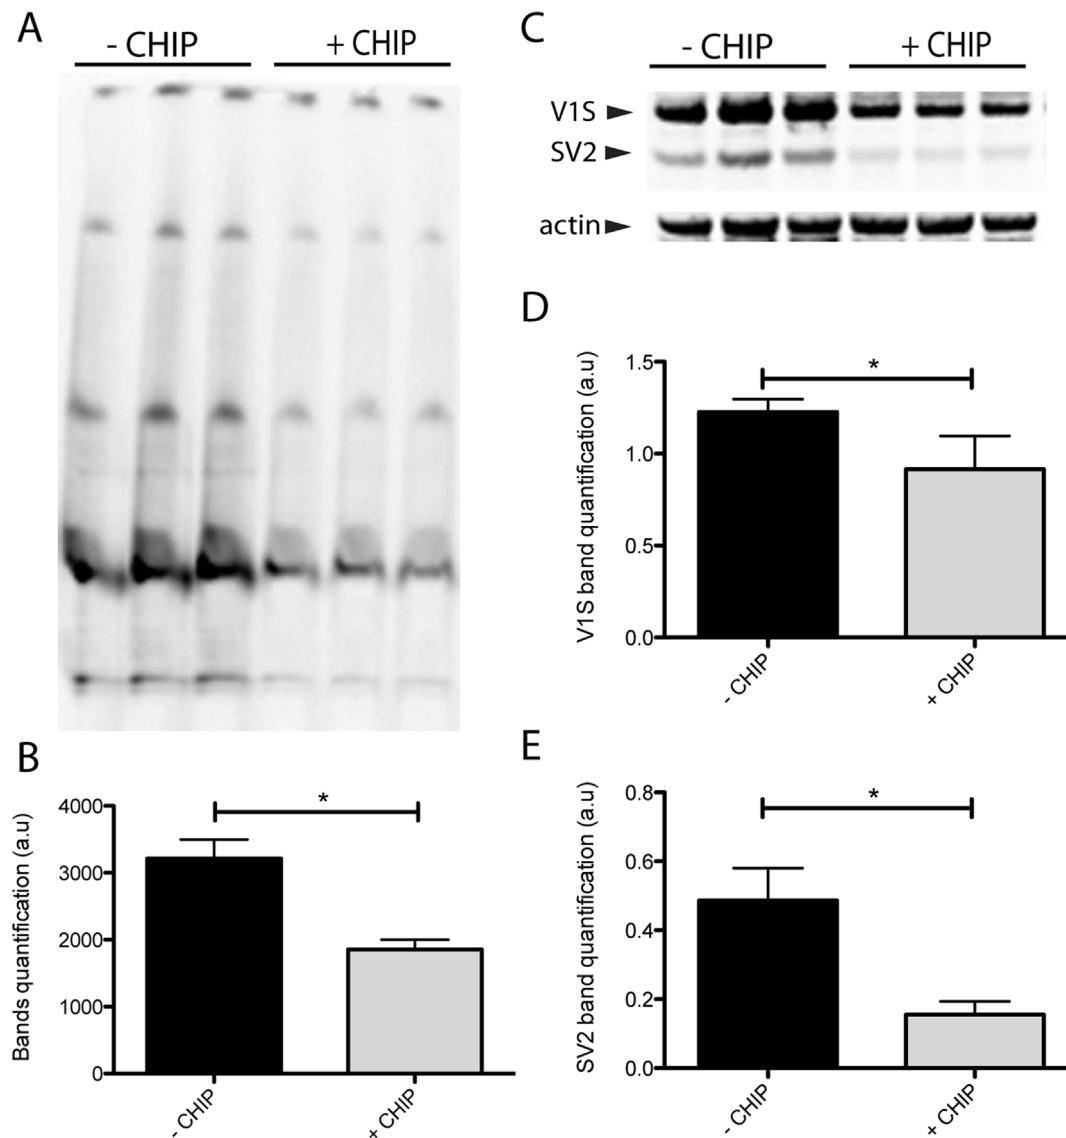 A
- CHIP
+ CHIP
B
Bands quantification (a.u)
4000
3000
2000
1000
0
*
- CHIP
+ CHIP
C
- CHIP
+ CHIP
V1S
SV2
actin
D
V1S band quantification (a.u)
1.5
1.0
0.5
0.0
*
- CHIP
+ CHIP
E
SV2 band quantification (a.u)
0.8
0.6
0.4
0.2
0.0
*
- CHIP
+ CHIP